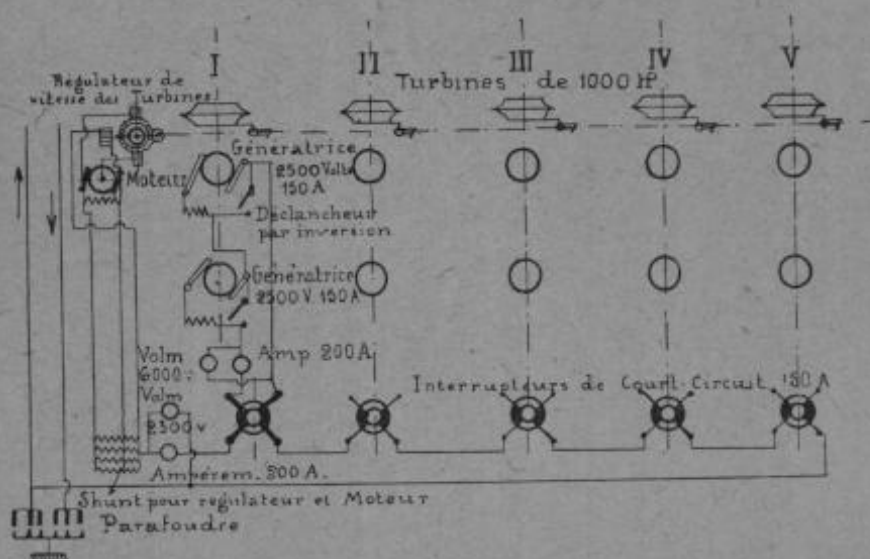 I II III IV V
Régulateur de
vitesse des Turbines
Turbines de 1000 HP
Moteur
Génératrice
2500 Volts
150 A
Déclancheur
par inversion
Génératrice
2500 V. 150 A
Volm
6000 v
Amp 200 A
Volm
2300 v
Interrupteurs de Court-Circuit 150 A
Ampérem. 200 A.
Shunt pour régulateur et Moteur
Parafoudre